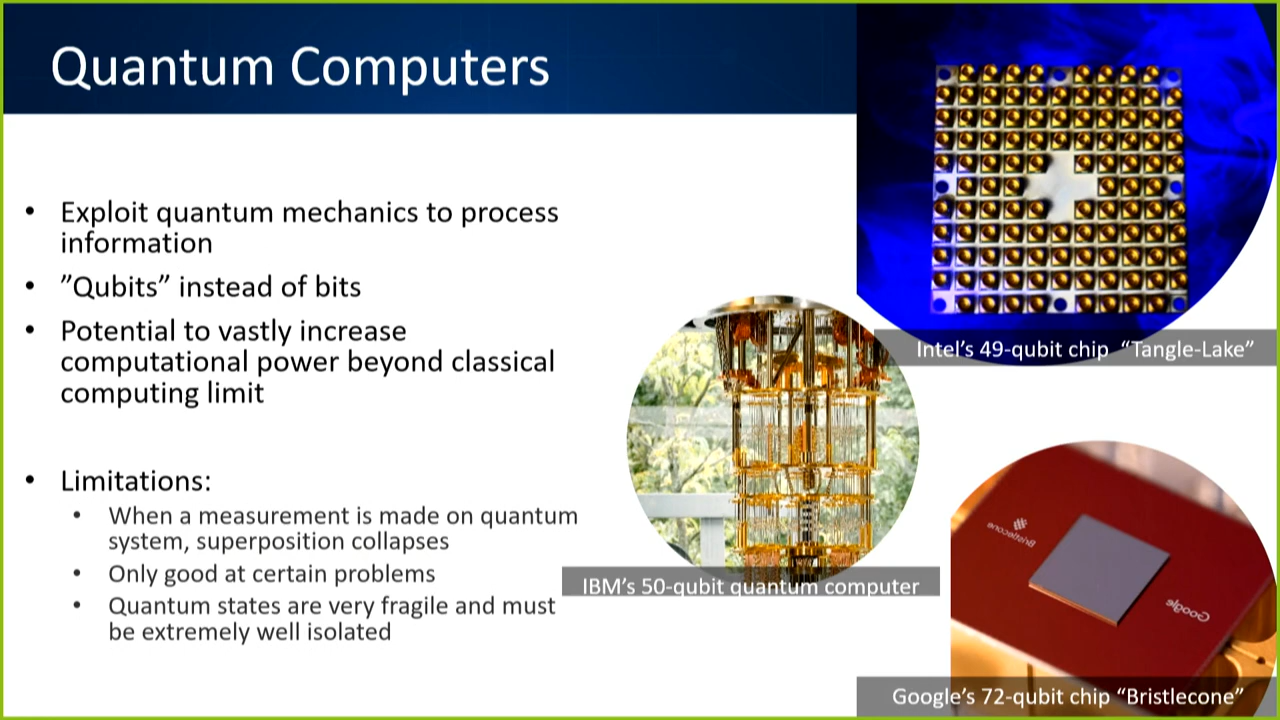 Quantum Computers
• Exploit quantum mechanics to process
information
• ”Qubits” instead of bits
• Potential to vastly increase
computational power beyond classical
computing limit
• Limitations:
• When a measurement is made on quantum
system, superposition collapses
• Only good at certain problems
• Quantum states are very fragile and must
be extremely well isolated
Intel’s 49-qubit chip “Tangle-Lake”
IBM’s 50-qubit quantum computer
Bristlecone
Google
Google’s 72-qubit chip “Bristlecone”